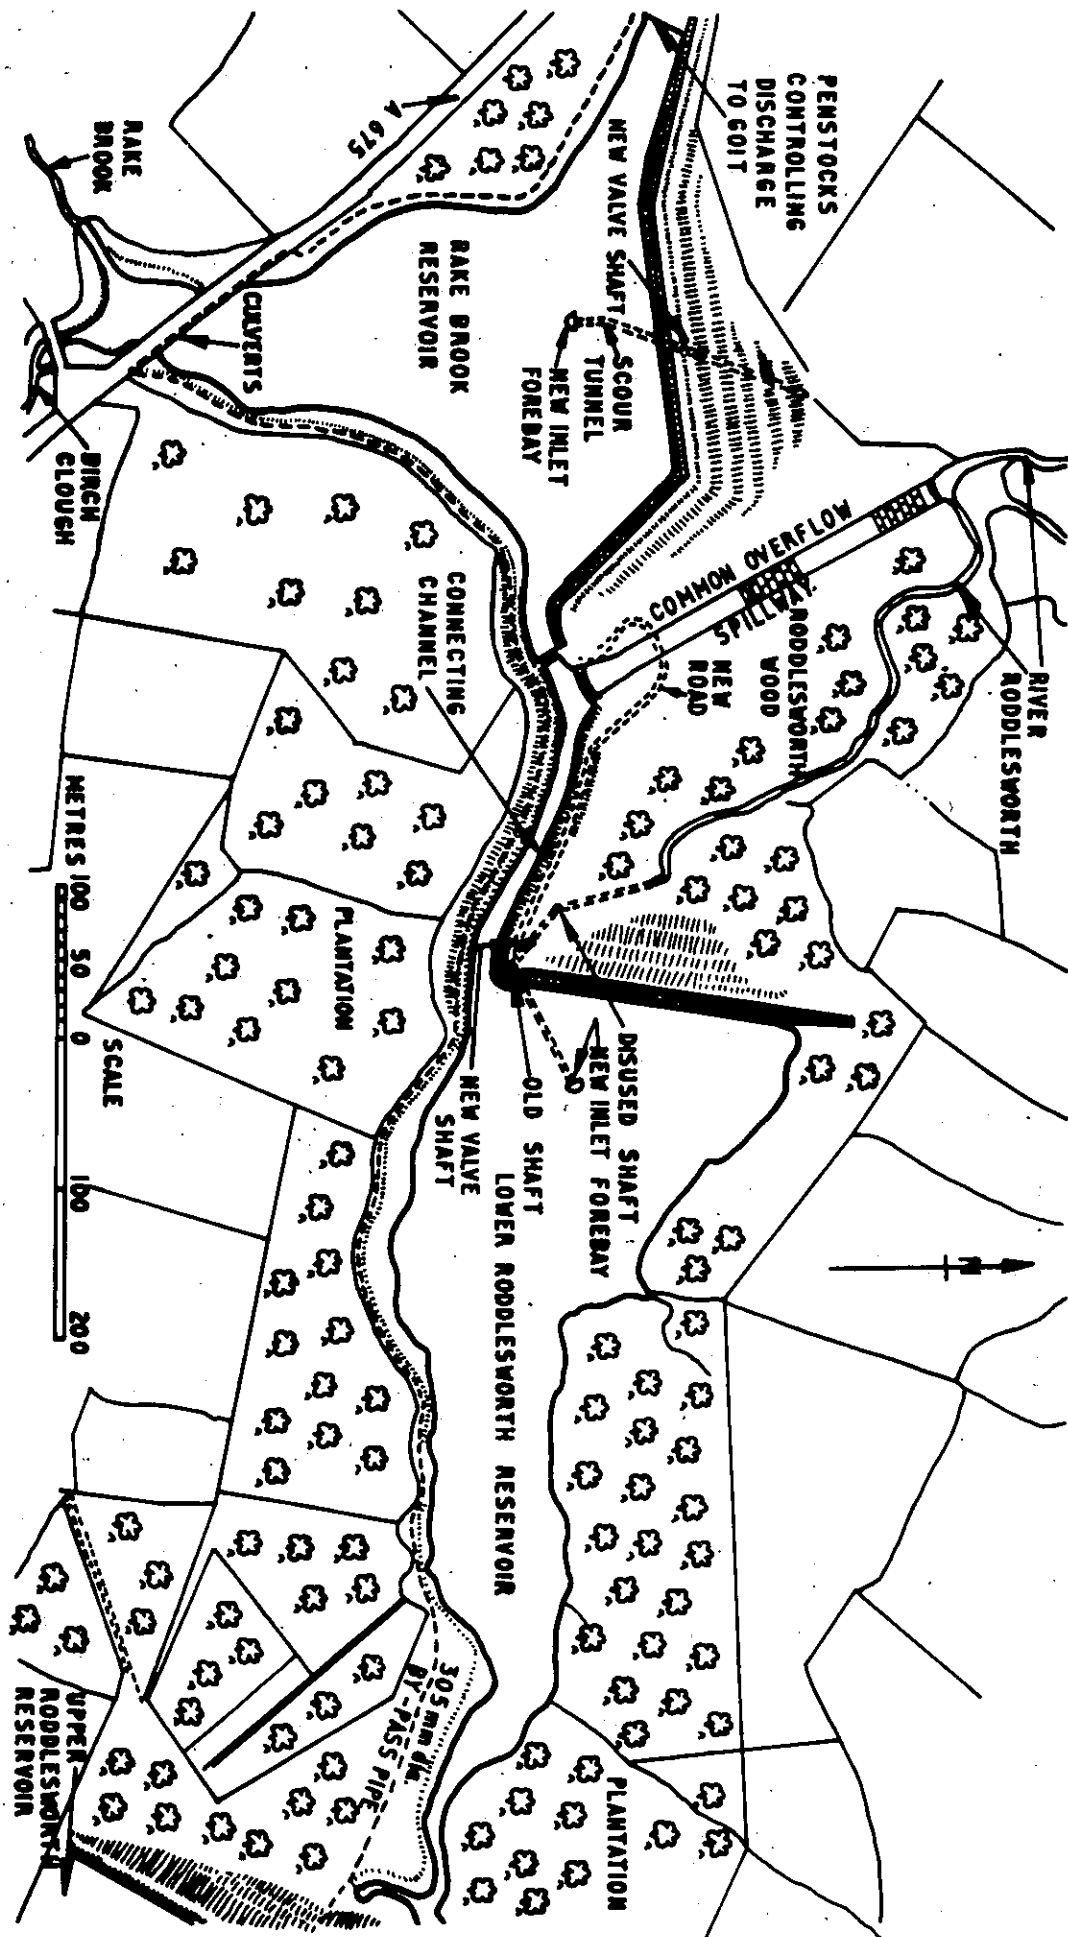 PENSTOCKS
CONTROLLING
DISCHARGE
TO GOIT
NEW VALVE SHAFT
A 675
RAKE
BROOK
RAKE BROOK
RESERVOIR
CULVERTS
SCOUR
TUNNEL
NEW INLET
FOREBAY
BIRCH
CLOUGH
COMMON OVERFLOW
SPILLWAY
RODDLESWORTH
WOOD
NEW
ROAD
RIVER
RODDLESWORTH
CONNECTING
CHANNEL
PLANTATION
DISUSED SHAFT
NEW INLET FOREBAY
OLD SHAFT
NEW VALVE
SHAFT
LOWER RODDLESWORTH RESERVOIR
N
METRES 100 50 0 100 200
SCALE
305mm dia
BY-PASS PIPE
PLANTATION
UPPER
RODDLESWORTH
RESERVOIR